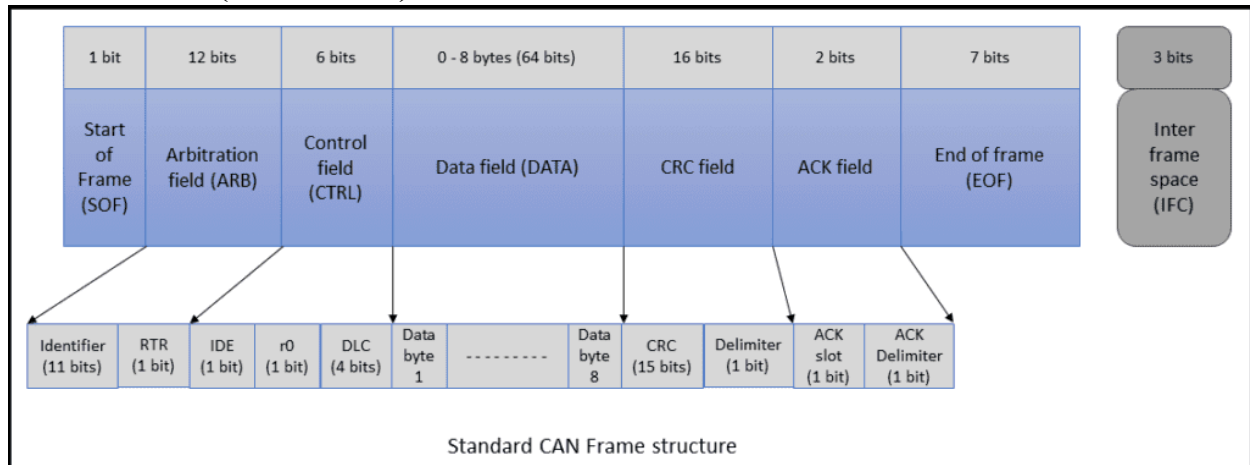 1 bit
12 bits
6 bits
0 - 8 bytes (64 bits)
16 bits
2 bits
7 bits
3 bits
Start
of
Frame
(SOF)
Arbitration
field (ARB)
Control
field
(CTRL)
Data field (DATA)
CRC field
ACK field
End of frame
(EOF)
Inter
frame
space
(IFC)
Identifier
(11 bits)
RTR
(1 bit)
IDE
(1 bit)
r0
(1 bit)
DLC
(4 bits)
Data
byte
1
---------
Data
byte
8
CRC
(15 bits)
Delimiter
(1 bit)
ACK
slot
(1 bit)
ACK
Delimiter
(1 bit)
Standard CAN Frame structure